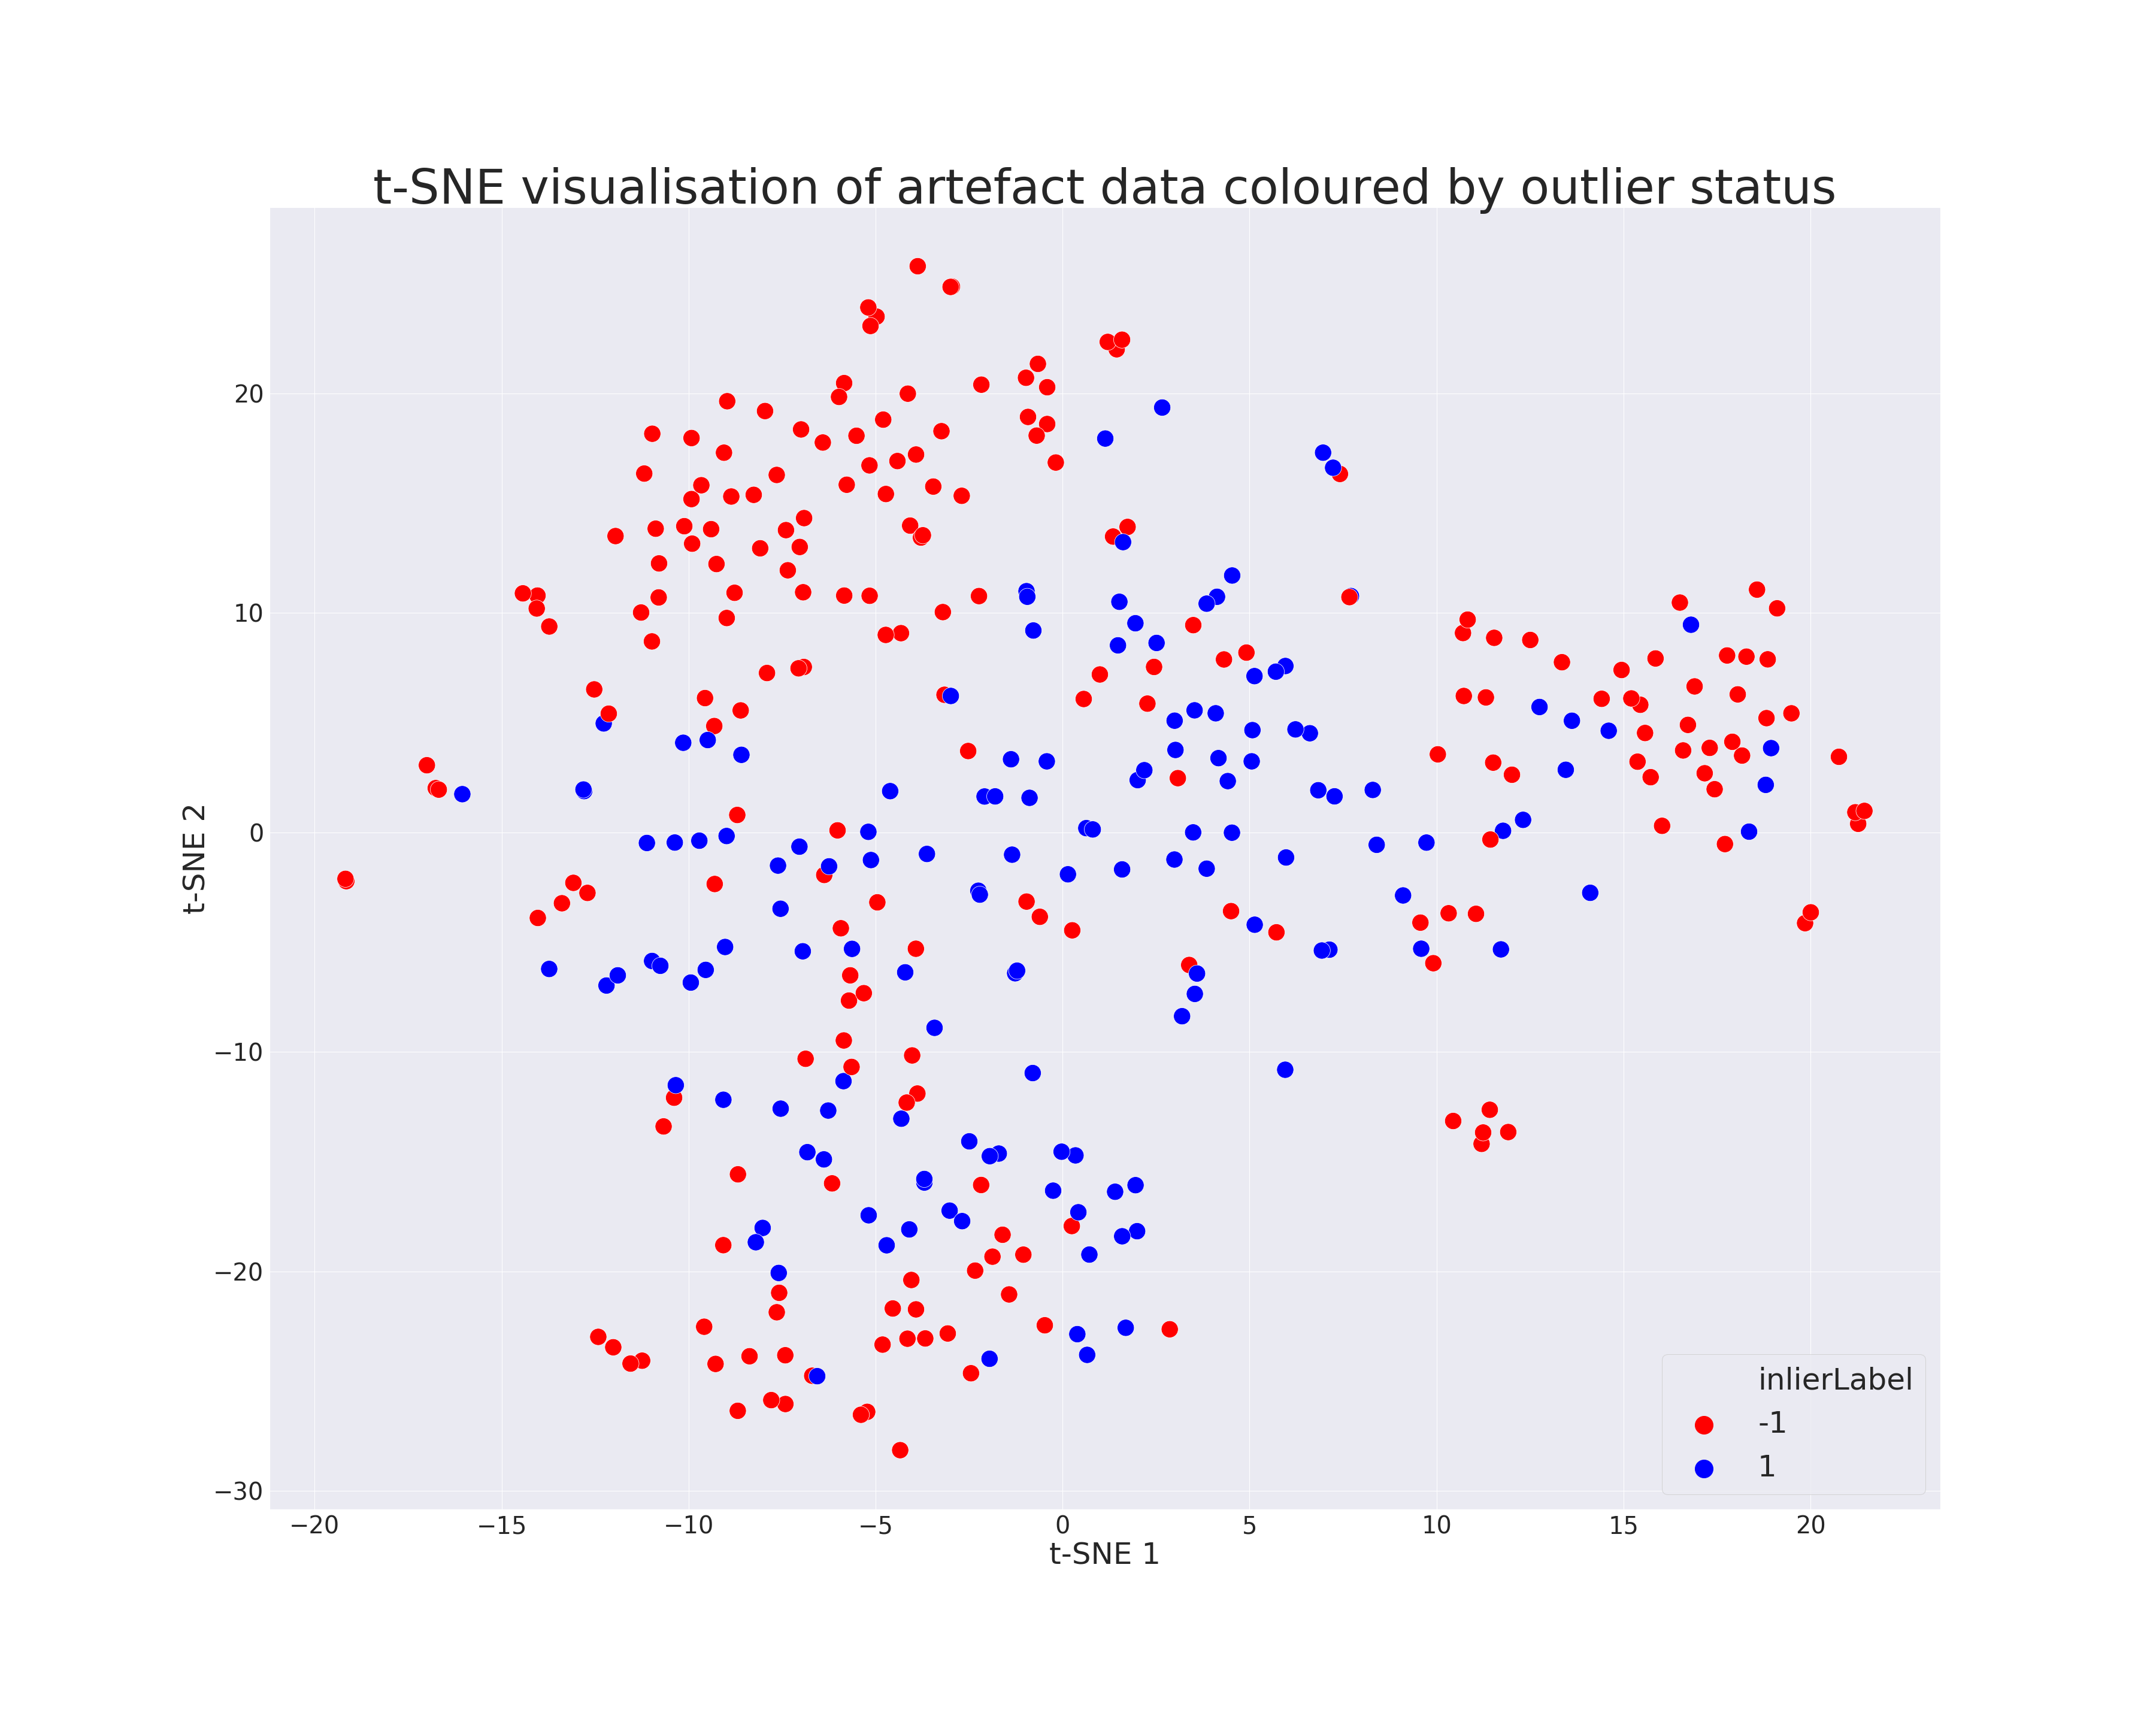 t-SNE visualisation of artefact data coloured by outlier status
20
10
0
−10
−20
−30
t-SNE 2
−20 −15 −10 −5 0 5 10 15 20
t-SNE 1
inlierLabel
-1
1